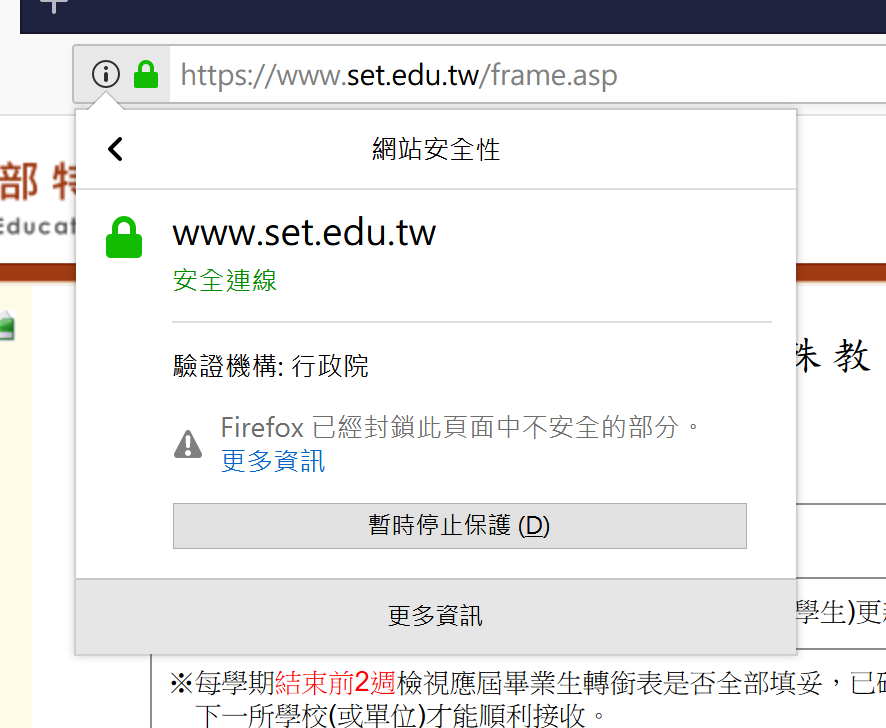 https://www.set.edu.tw/frame.asp
網站安全性
部 特
Educat
www.set.edu.tw
安全連線
驗證機構: 行政院
殊 教
Firefox 已經封鎖此頁面中不安全的部分。
更多資訊
暫時停止保護 (D)
更多資訊
學生)更
※每學期結束前2週檢視應屆畢業生轉銜表是否全部填妥，已
下一所學校(或單位)才能順利接收。